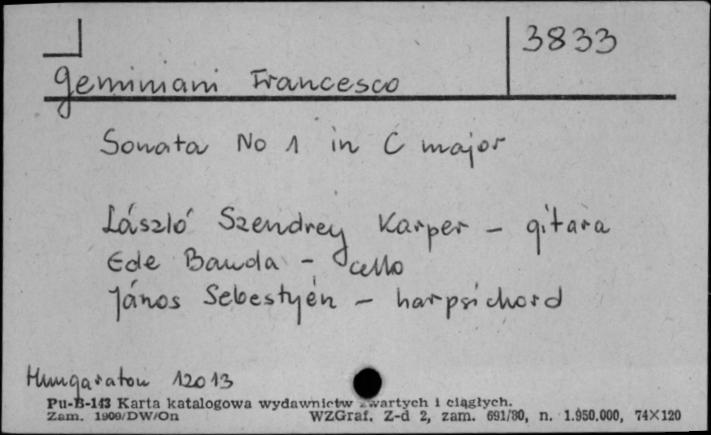 3833
Geminiani Francesco
Sonata No 1 in C major
László Szendrey Karper - gitara
Ede Banda - cello
János Sebestyén - harpsichord
Hungaraton 12013
Pu-B-143 Karta katalogowa wydawnictw zwartych i ciągłych.
Zam. 1909/DW/On WZGraf. Z-d 2, zam. 691/80, n. 1.950.000, 74×120